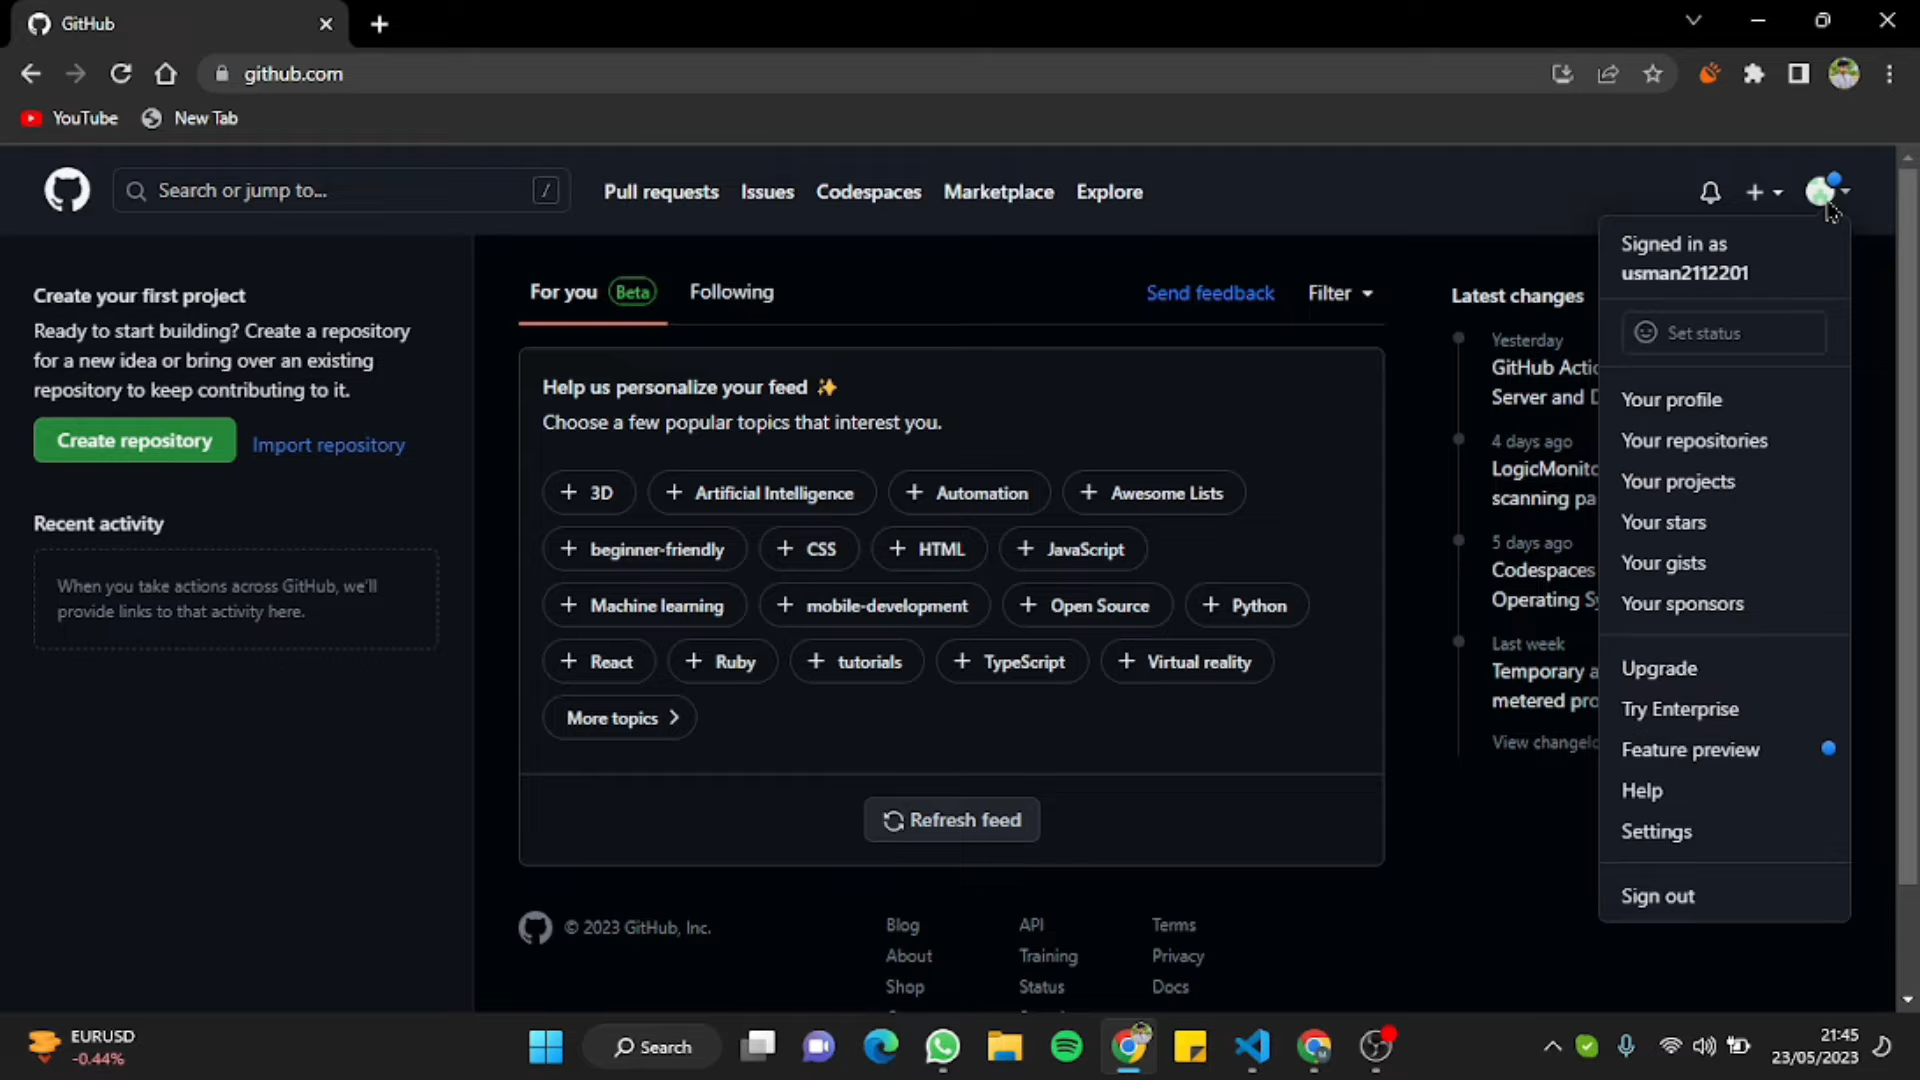 GitHub
github.com
YouTube
New Tab
Search or jump to...
/
Pull requests
Issues
Codespaces
Marketplace
Explore
Create your first project
Ready to start building? Create a repository
for a new idea or bring over an existing
repository to keep contributing to it.
Create repository
Import repository
Recent activity
When you take actions across GitHub, we'll
provide links to that activity here.
For you Beta
Following
Send feedback
Filter
Help us personalize your feed ✨
Choose a few popular topics that interest you.
+ 3D
+ Artificial Intelligence
+ Automation
+ Awesome Lists
+ beginner-friendly
+ CSS
+ HTML
+ JavaScript
+ Machine learning
+ mobile-development
+ Open Source
+ Python
+ React
+ Ruby
+ tutorials
+ TypeScript
+ Virtual reality
More topics
Refresh feed
© 2023 GitHub, Inc.
Blog
About
Shop
API
Training
Status
Terms
Privacy
Docs
Latest changes
Yesterday
GitHub
Server and
4 days ago
scanning
5 days ago
Codespaces
Operating
Last week
Temporary
metered
View
Signed in as
usman2112201
Set status
Your profile
Your repositories
Your projects
Your stars
Your gists
Your sponsors
Upgrade
Try Enterprise
Feature preview
Help
Settings
Sign out
EURUSD
-0.44%
Search
21:45
23/05/2023